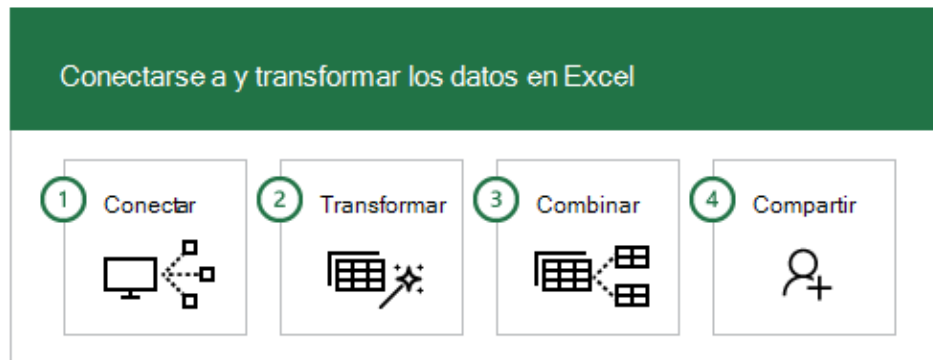 Conectarse a y transformar los datos en Excel
1 Conectar
2 Transformar
3 Combinar
4 Compartir